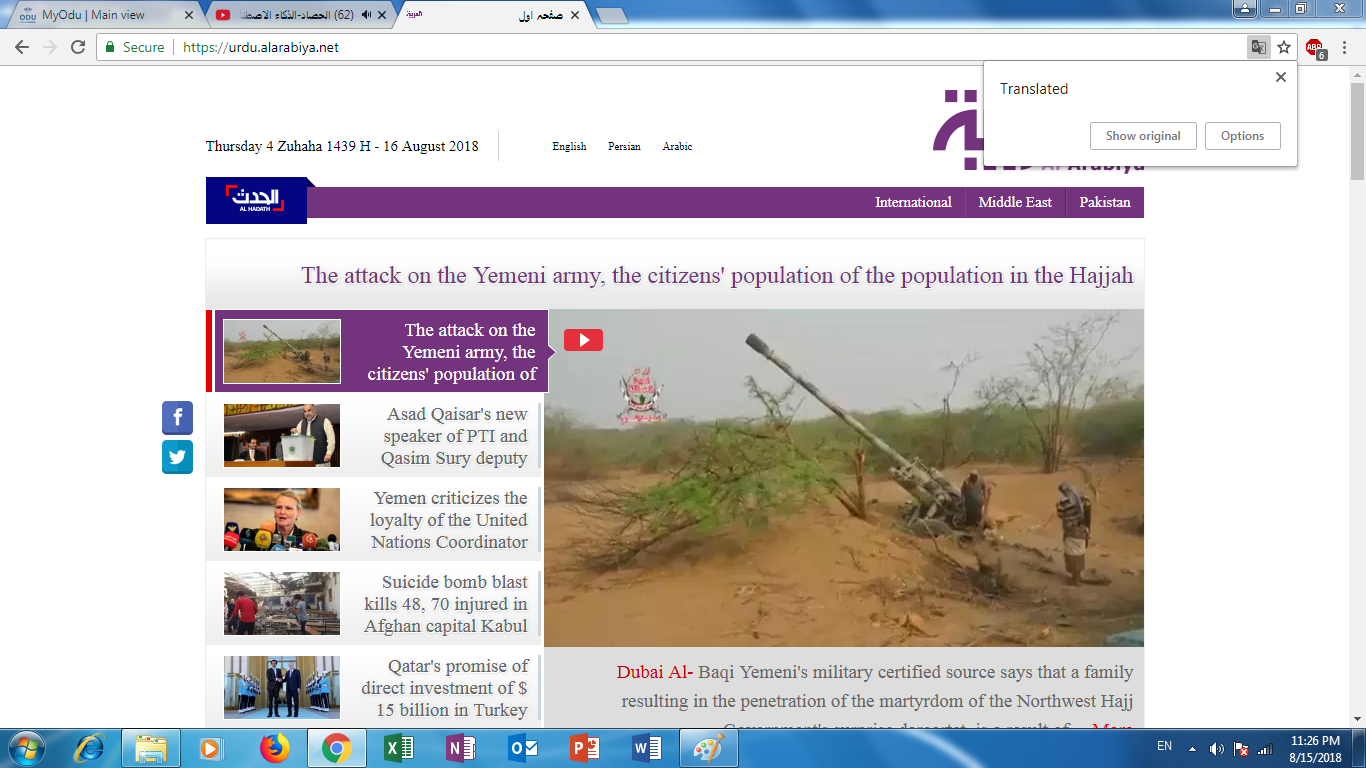 MyOdu | Main view
(62) الحصاد-الذكاء الاصطنا
العربية
صفحہ اول
Secure
https://urdu.alarabiya.net
ABP
6
Translated
Show original
Options
Thursday 4 Zuhaha 1439 H - 16 August 2018
English
Persian
Arabic
الحدث
AL HADATH
International
Middle East
Pakistan
The attack on the Yemeni army, the citizens' population of the population in the Hajjah
The attack on the
Yemeni army, the
citizens' population of
Asad Qaisar's new
speaker of PTI and
Qasim Sury deputy
Yemen criticizes the
loyalty of the United
Nations Coordinator
Suicide bomb blast
kills 48, 70 injured in
Afghan capital Kabul
Qatar's promise of
direct investment of $
15 billion in Turkey
Dubai Al- Baqi Yemeni's military certified source says that a family
resulting in the penetration of the martyrdom of the Northwest Hajj
EN
11:26 PM
8/15/2018